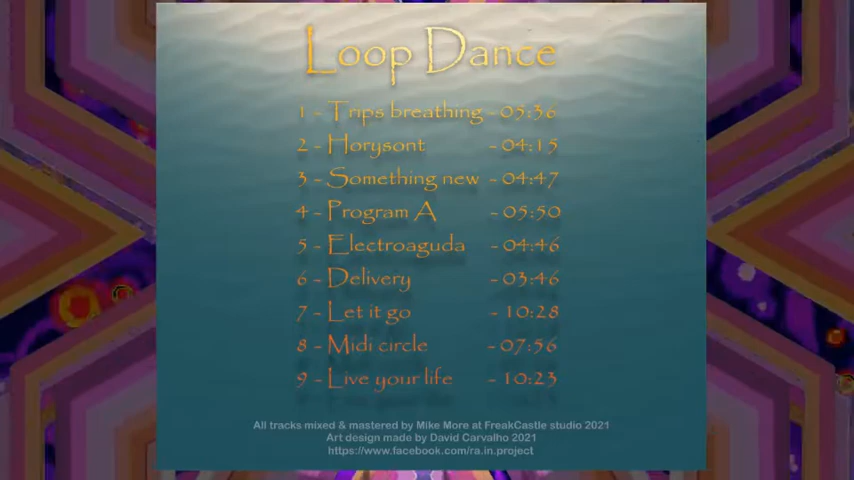 Loop Dance
1 - Trips breathing - 05:36
2 - Horysont - 04:15
3 - Something new - 04:47
4 - Program A - 05:50
5 - Electroaguda - 04:46
6 - Delivery - 03:46
7 - Let it go - 10:28
8 - Midi circle - 07:56
9 - Live your life - 10:23
All tracks mixed & mastered by Mike More at FreakCastle studio 2021
Art design made by David Carvalho 2021
https://www.facebook.com/ra.in.project